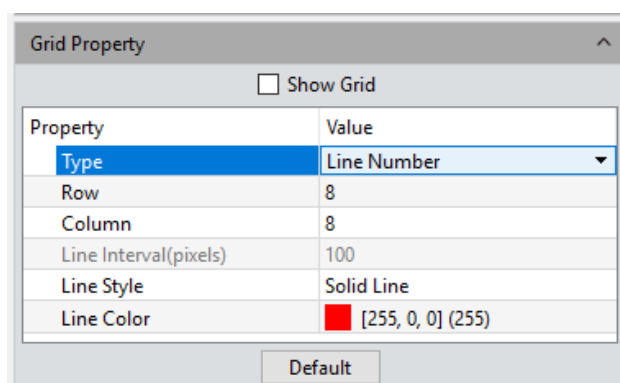 Grid Property
Show Grid
Property Value
Type Line Number
Row 8
Column 8
Line Interval(pixels) 100
Line Style Solid Line
Line Color [255, 0, 0] (255)
Default